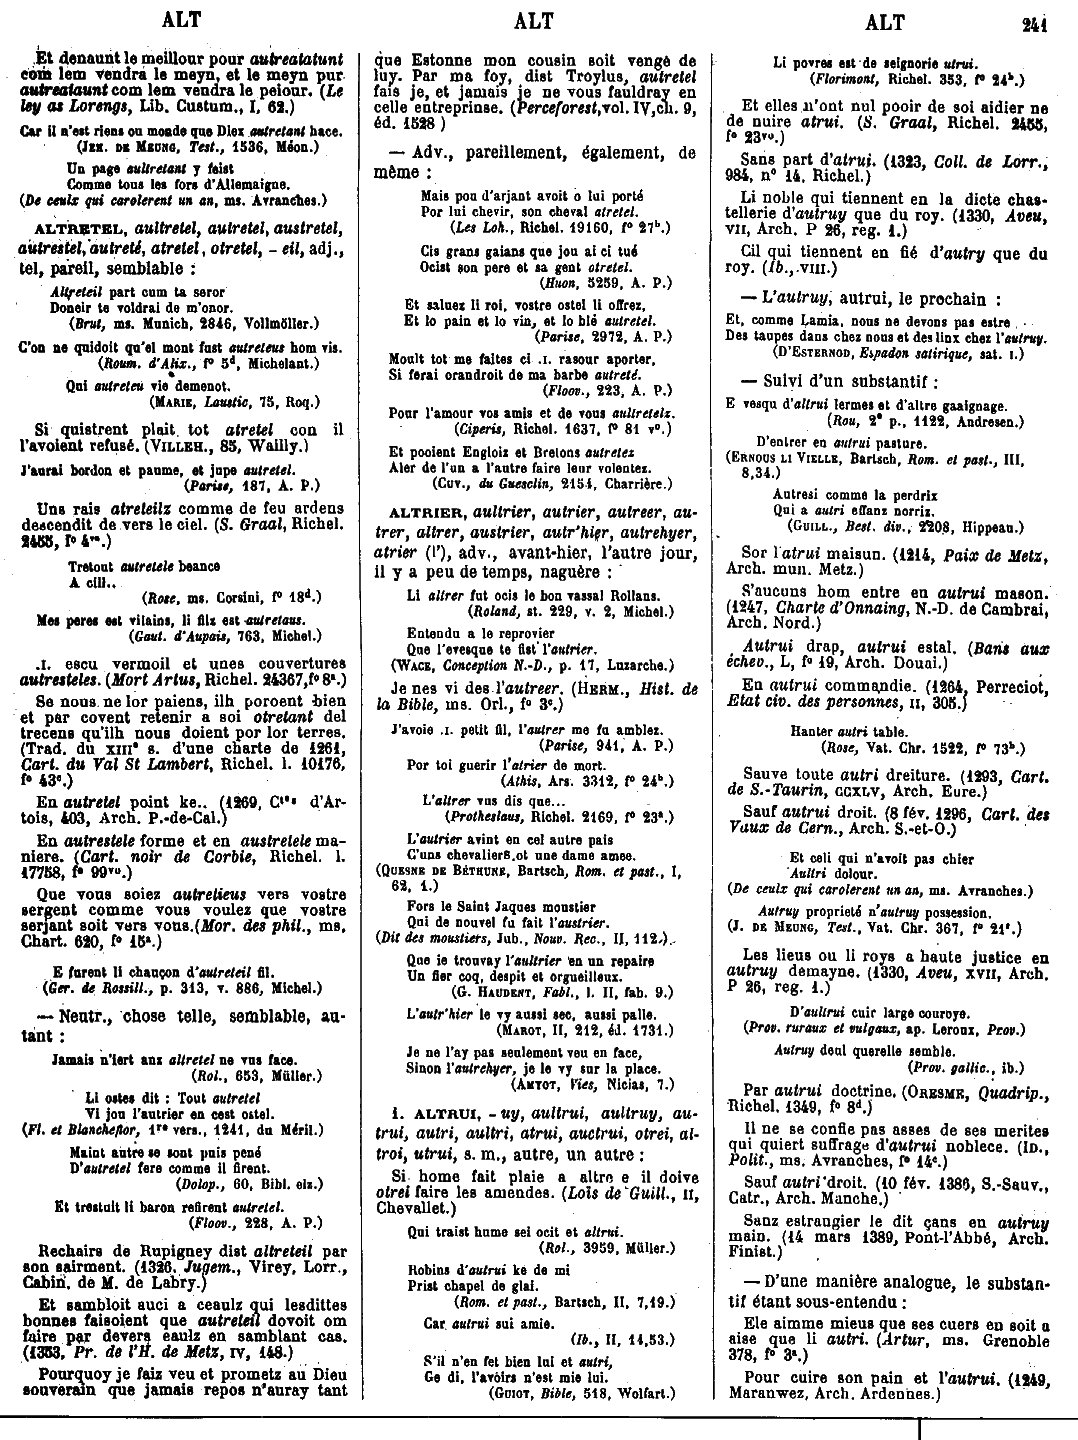 ALT
ALT
ALT
241
Et denaunt le meillour pour autreatatunt
com lem vendra le meyn, et le meyn pur
autreataunt com lem vendra le peiour. (Le
ley as Lorengs, Lib. Custum., I, 62.)
Car il n'est riens ou monde que Diex autretant hace.
(JEH. DE MEUNG, Test., 1536, Méon.)
Un page aultretant y faist
Comme tous les fors d'Allemaigne.
(De ceulx qui carolerent un an, ms. Avranches.)
ALTRETEL, aultretel, autretel, austretel,
autrestel, autreté, atretel, otretel, - eil, adj.,
tel, pareil, semblable :
Altreteil part cum ta seror
Doneir te voldrai de m'onor.
(Brut, ms. Munich, 2846, Vollmöller.)
C'on ne quidoit qu'el mont fust autreteus hom vis.
(Roum. d'Alix., f° 5d, Michelant.)
Qui autreteu vie demenot.
(MARIE, Laustic, 75, Roq.)
Si quistrent plait tot atretel con il
l'avoient refusé. (VILLEH., 85, Wailly.)
J'aurai bordon et paume, et jupe autretel.
(Parise, 187, A. P.)
Uns rais atreteilz comme de feu ardens
descendit de vers le ciel. (S. Graal, Richel.
2455, f° 4ro.)
Tretout autretele beance
A cill..
(Rose, ms. Corsini, f° 18d.)
Mes peres est vilains, li filz est autretaus.
(Gaut. d'Aupais, 763, Michel.)
.I. escu vermoil et unes couvertures
autresteles. (Mort Artus, Richel. 24367, f° 8a.)
Se nous ne lor paiens, ilh poroent bien
et par covent retenir a soi otretant del
trecens qu'ilh nous doient por lor terres.
(Trad. du XIIIe s. d'une charte de 1261,
Cart. du Val St Lambert, Richel. l. 10176,
f° 43c.)
En autretel point ke.. (1269, Ctes d'Ar-
tois, 403, Arch. P.-de-Cal.)
En autrestele forme et en austretele ma-
niere. (Cart. noir de Corbie, Richel. l.
17758, f° 99vo.)
Que vous soiez autretieus vers vostre
sergent comme vous voulez que vostre
serjant soit vers vous. (Mor. des phil., ms.
Chart. 620, f° 15a.)
E furent li chauçon d'autreteil fil.
(Ger. de Rossill., p. 313, v. 886, Michel.)
— Neutr., chose telle, semblable, au-
tant :
Jamais n'iert anz altretel ne vus face.
(Rol., 653, Müller.)
Li ostes dit : Tout autretel
Vi jou l'autrier en cest ostel.
(Fl. et Blancheflor, 1re vers., 1241, du Méril.)
Maint autre se sont puis pené
D'autretel fere comme il firent.
(Dolop., 60, Bibl. elz.)
Et trestuit li baron refirent autretel.
(Floov., 228, A. P.)
Rechairs de Rupigney dist altreteil par
son sairment. (1326, Jugem., Virey, Lorr.,
Cabin. de M. de Labry.)
Et sambloit auci a ceaulz qui lesdittes
bonnes faisoient que autreteil dovoit om
faire par devers eaulz en samblant cas.
(1353, Pr. de l'H. de Metz, IV, 148.)
Pourquoy je faiz veu et prometz au Dieu
souverain que jamais repos n'auray tant
que Estonne mon cousin soit vengé de
luy. Par ma foy, dist Troylus, autretel
fais je, et jamais je ne vous fauldray en
celle entreprinse. (Perceforest, vol. IV, ch. 9,
éd. 1528)
— Adv., pareillement, également, de
même :
Mais pou d'arjant avoit o lui porté
Por lui chevir, son cheval atretel.
(Les Loh., Richel. 19160, f° 27b.)
Cis grans gaians que jou ai ci tué
Ocist son pere et sa gent otretel.
(Huon, 5259, A. P.)
Et saluez li roi, vostre ostel li offrez,
Et lo pain et lo vin, et lo blé autretel.
(Parise, 2972, A. P.)
Moult tot me faites ci .I. rasour aporter,
Si ferai orandroit de ma barbe autreté.
(Floov., 223, A. P.)
Pour l'amour vos amis et de vous aultretelz.
(Ciperis, Richel. 1637, f° 81 v°.)
Et pooient Engloiz et Bretons autretez
Aler de l'un a l'autre faire leur volentez.
(CUV., du Guesclin, 2154, Charrière.)
ALTRIER, aultrier, autrier, autreer, au-
trer, altrer, austrier, autr'hier, autrehyer,
atrier (l'), adv., avant-hier, l'autre jour,
il y a peu de temps, naguère :
Li altrer fut ocis le bon vassal Rollans.
(Roland, st. 229, v. 2, Michel.)
Entendu a le reprovier
Que l'evesque te fist l'autrier.
(WACE, Conception N.-D., p. 17, Luzarche.)
Je nes vi des l'autreer. (HERM., Hist. de
la Bible, ms. Orl., f° 3c.)
J'avoie .I. petit fil, l'autrer me fu amblez.
(Parise, 941, A. P.)
Por toi guerir l'atrier de mort.
(Athis, Ars. 3312, f° 24b.)
L'altrer vus dis que...
(Protheslaus, Richel. 2169, f° 23a.)
L'autrier avint en cel autre pais
C'uns chevaliers ot une dame amee.
(QUESNE DE BÉTHUNE, Bartsch, Rom. et past., I,
62, 1.)
Fors le Saint Jaques moustier
Qui de nouvel fu fait l'austrier.
(Dit des moustiers, Jub., Nouv. Rec., II, 112.)
Que je trouvay l'aultrier en un repaire
Un fier coq, despit et orgueilleux.
(G. HAUDENT, Fabl., l. II, fab. 9.)
L'autr'hier le vy aussi sec, aussi palle.
(MAROT, II, 212, éd. 1731.)
Je ne l'ay pas seulement veu en face,
Sinon l'autrehyer, je le vy sur la place.
(AMYOT, Vies, Nicias, 7.)
1. ALTRUI, - uy, aultrui, aultruy, au-
trui, autri, aultri, atrui, auctrui, otrei, al-
troi, utrui, s. m., autre, un autre :
Si home fait plaie a altre e il doive
otrei faire les amendes. (Lois de Guill., II,
Chevallet.)
Qui traist hume sei ocit et altrui.
(Rol., 3959, Müller.)
Robins d'autrui ke de mi
Prist chapel de glai.
(Rom. et past., Bartsch, II, 7,19.)
Car autrui sui amie.
(Ib., II, 14,53.)
S'il n'en fet bien lui et autri,
Ge di, l'avoirs n'est mie lui.
(GUIOT, Bible, 518, Wolfart.)
Li povres est de seignorie utrui.
(Florimont, Richel. 353, f° 24b.)
Et elles n'ont nul pooir de soi aidier ne
de nuire atrui. (S. Graal, Richel. 2455,
f° 23vo.)
Sans part d'atrui. (1323, Coll. de Lorr.,
984, n° 14, Richel.)
Li noble qui tiennent en la dicte chas-
tellerie d'autruy que du roy. (1330, Aveu,
VII, Arch. P 26, reg. 1.)
Cil qui tiennent en fié d'autry que du
roy. (Ib., VIII.)
— L'autruy, autrui, le prochain :
Et, comme Lamia, nous ne devons pas estre
Des taupes dans chez nous et des linx chez l'autruy.
(D'ESTERNOD, Espadon satirique, sat. I.)
— Suivi d'un substantif :
E vesqu d'altrui lermes et d'altre gaaignage.
(Rou, 2e p., 1122, Andresen.)
D'entrer en autrui pasture.
(ERNOUS LI VIELLE, Bartsch, Rom. et past., III,
8,34.)
Autresi comme la perdrix
Qui a autri effanz norriz.
(GUILL., Best. div., 2208, Hippeau.)
Sor l'atrui maisun. (1214, Paix de Metz,
Arch. mun. Metz.)
S'aucuns hom entre en autrui mason.
(1247, Charte d'Onnaing, N.-D. de Cambrai,
Arch. Nord.)
Autrui drap, autrui estal. (Bans aux
échev., L, f° 19, Arch. Douai.)
En autrui commandie. (1264, Perreciot,
Etat civ. des personnes, II, 305.)
Hanter autri table.
(Rose, Vat. Chr. 1522, f° 73b.)
Sauve toute autri dreiture. (1293, Cart.
de S.-Taurin, CCXLV, Arch. Eure.)
Sauf autrui droit. (8 fév. 1296, Cart. des
Vaux de Cern., Arch. S.-et-O.)
Et celi qui n'avoit pas chier
Aultri dolour.
(De ceulx qui carolerent un an, ms. Avranches.)
Autruy proprieté n'autruy possession.
(J. DE MEUNG, Test., Vat. Chr. 367, f° 21c.)
Les lieus ou li roys a haute justice en
autruy demayne. (1330, Aveu, XVII, Arch.
P 26, reg. 1.)
D'aultrui cuir large couroye.
(Prov. ruraux et vulgaux, ap. Leroux, Prov.)
Autruy deul querelle semble.
(Prov. gallic., ib.)
Par autrui doctrine. (ORESME, Quadrip.,
Richel. 1349, f° 8d.)
Il ne se confie pas asses de ses merites
qui quiert suffrage d'autrui noblece. (ID.,
Polit., ms. Avranches, f° 14c.)
Sauf autri droit. (10 fév. 1386, S.-Sauv.,
Catr., Arch. Manche.)
Sanz estrangier le dit çans en autruy
main. (14 mars 1389, Pont-l'Abbé, Arch.
Finist.)
— D'une manière analogue, le substan-
tif étant sous-entendu :
Ele aimme mieus que ses cuers en soit a
aise que li autri. (Artur, ms. Grenoble
378, f° 3a.)
Pour cuire son pain et l'autrui. (1249,
Maranwez, Arch. Ardennes.)